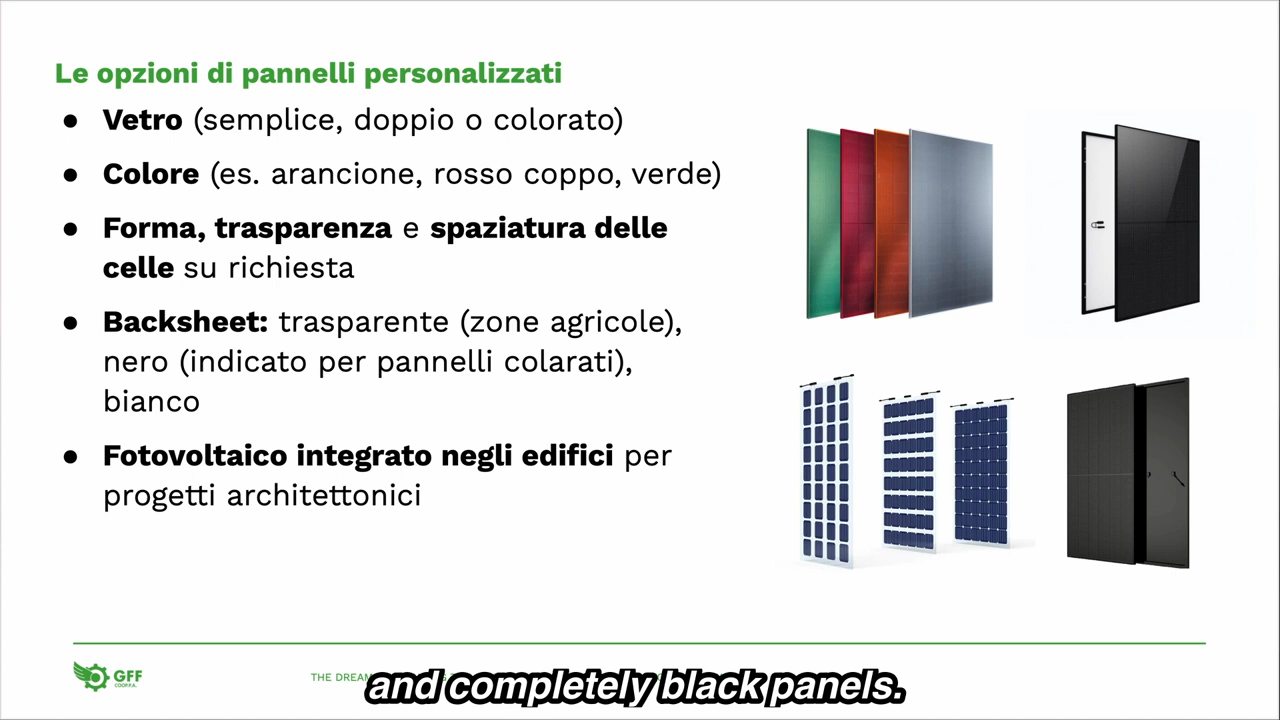 Le opzioni di pannelli personalizzati
● Vetro (semplice, doppio o colorato)
● Colore (es. arancione, rosso coppo, verde)
● Forma, trasparenza e spaziatura delle
celle su richiesta
● Backsheet: trasparente (zone agricole),
nero (indicato per pannelli colarati),
bianco
● Fotovoltaico integrato negli edifici per
progetti architettonici
GFF
COOP.F.A.
THE DREAM
and completely black panels.